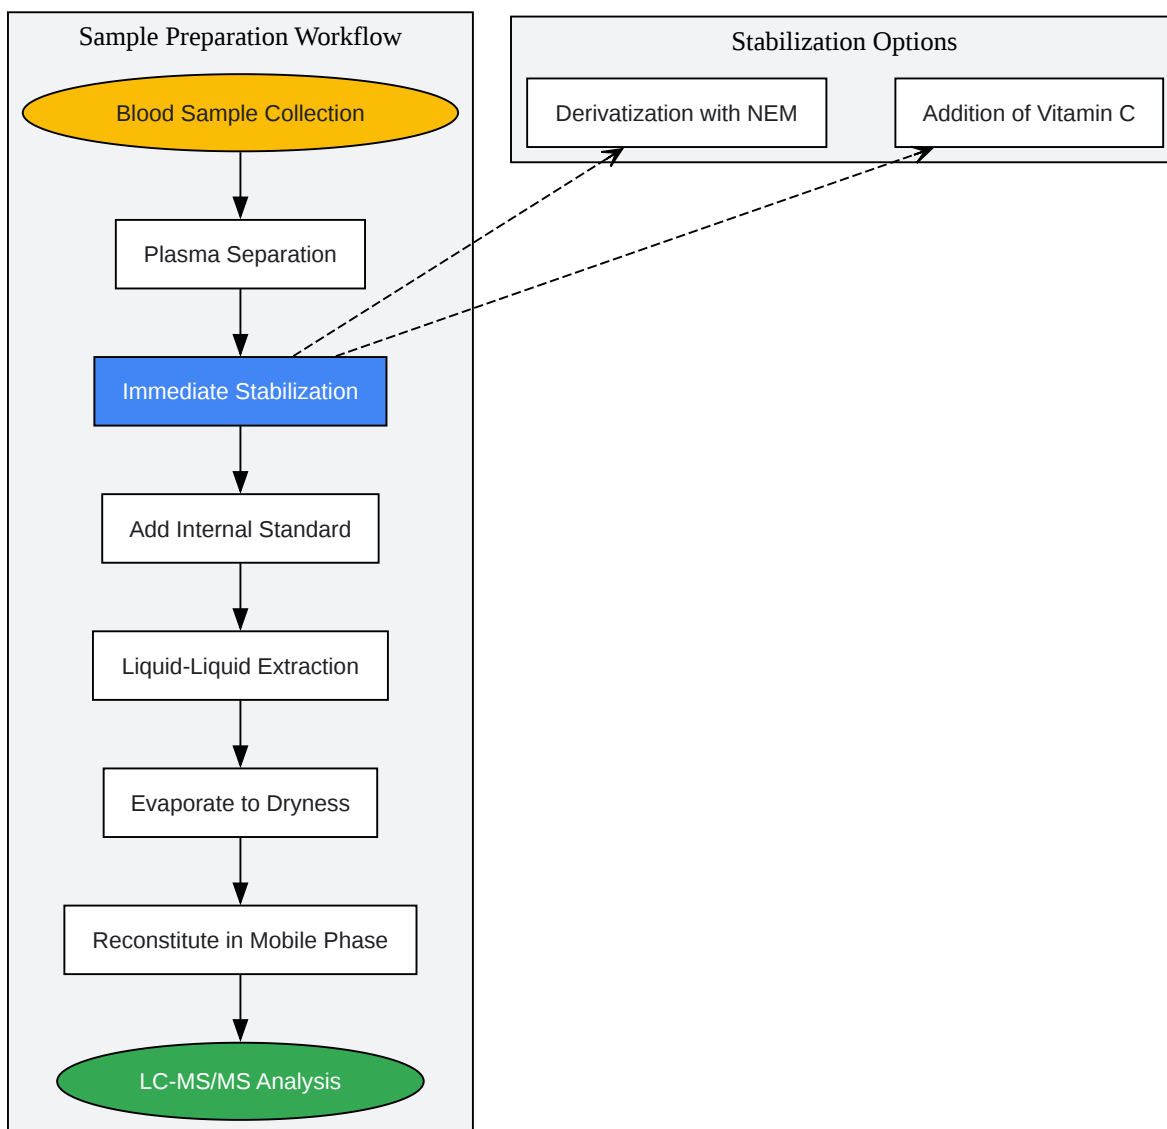 Sample Preparation Workflow
Blood Sample Collection
Plasma Separation
Immediate Stabilization
Add Internal Standard
Liquid-Liquid Extraction
Evaporate to Dryness
Reconstitute in Mobile Phase
LC-MS/MS Analysis
Stabilization Options
Derivatization with NEM
Addition of Vitamin C